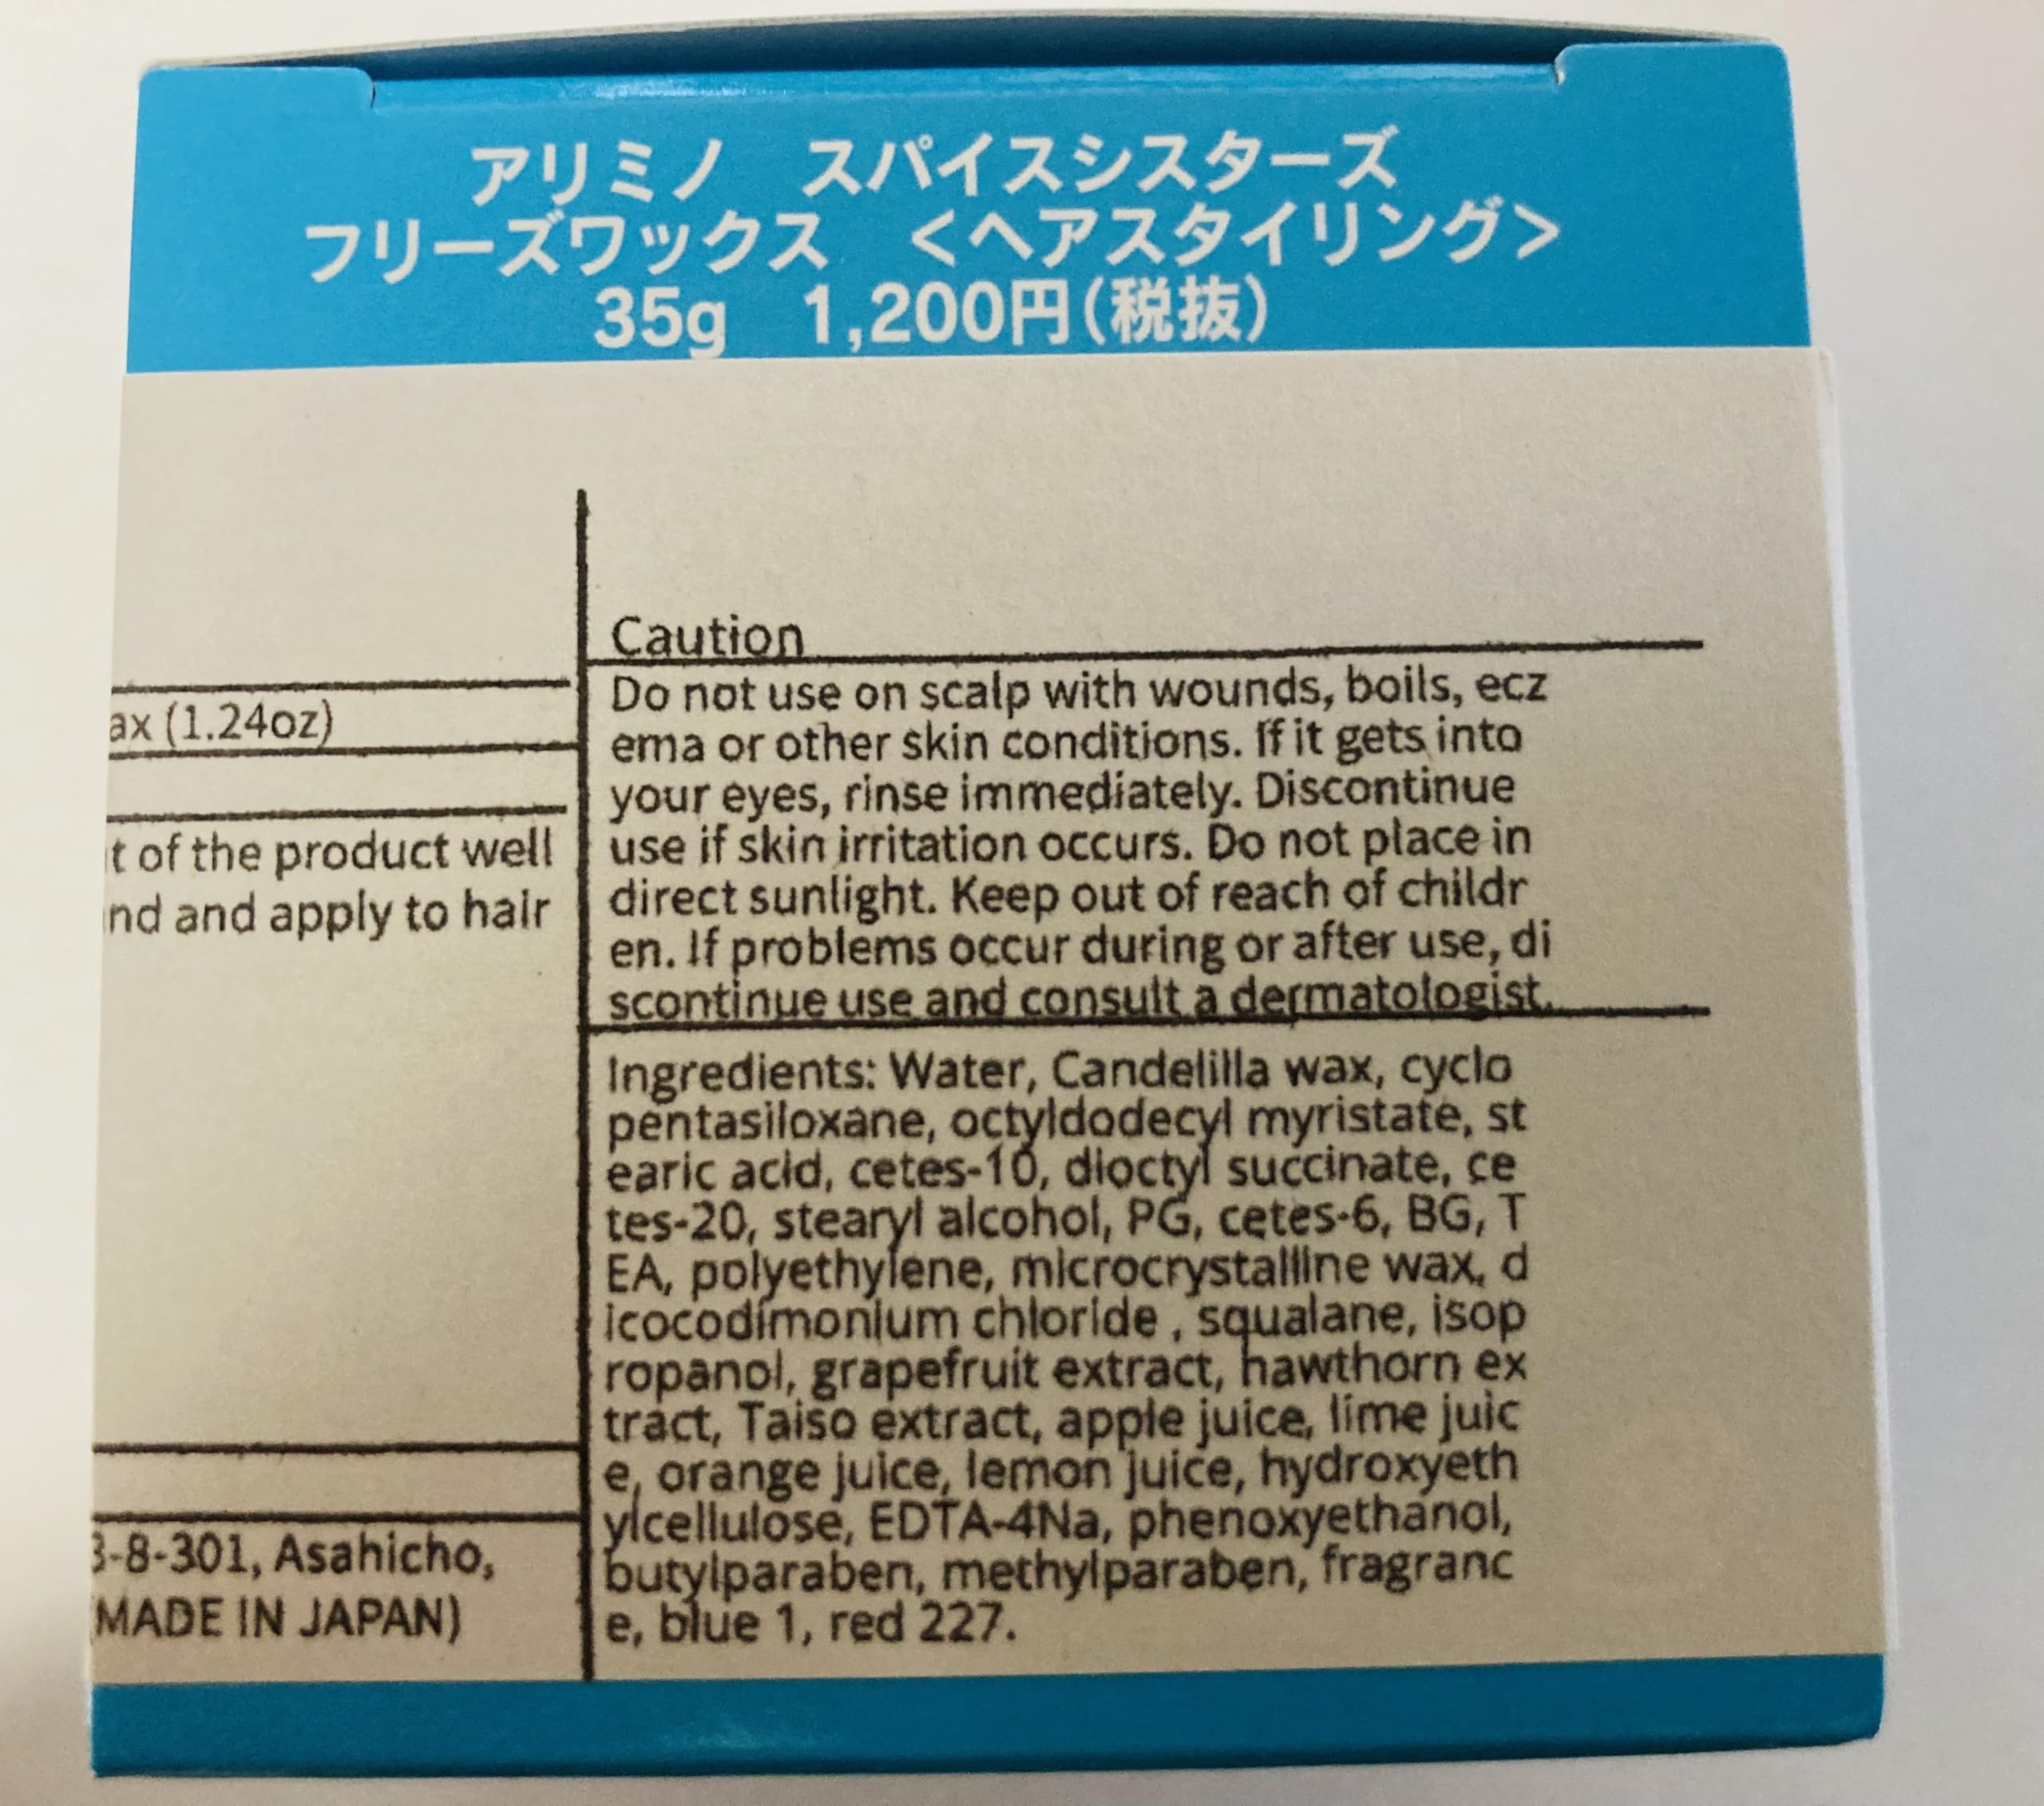 アリミノ　スパイスシスターズ
フリーズワックス　<ヘアスタイリング>
35g　1,200円(税抜)
ax (1.24oz)
t of the product well
nd and apply to hair
3-8-301, Asahicho,
(MADE IN JAPAN)
Caution
Do not use on scalp with wounds, boils, ecz
ema or other skin conditions. If it gets into
your eyes, rinse immediately. Discontinue
use if skin irritation occurs. Do not place in
direct sunlight. Keep out of reach of childr
en. If problems occur during or after use, di
scontinue use and consult a dermatologist.
Ingredients: Water, Candelilla wax, cyclo
pentasiloxane, octyldodecyl myristate, st
earic acid, cetes-10, dioctyl succinate, ce
tes-20, stearyl alcohol, PG, cetes-6, BG, T
EA, polyethylene, microcrystalline wax, d
icocodimonium chloride , squalane, isop
ropanol, grapefruit extract, hawthorn ex
tract, Taiso extract, apple juice, lime juic
e, orange juice, lemon juice, hydroxyeth
ylcellulose, EDTA-4Na, phenoxyethanol,
butylparaben, methylparaben, fragranc
e, blue 1, red 227.